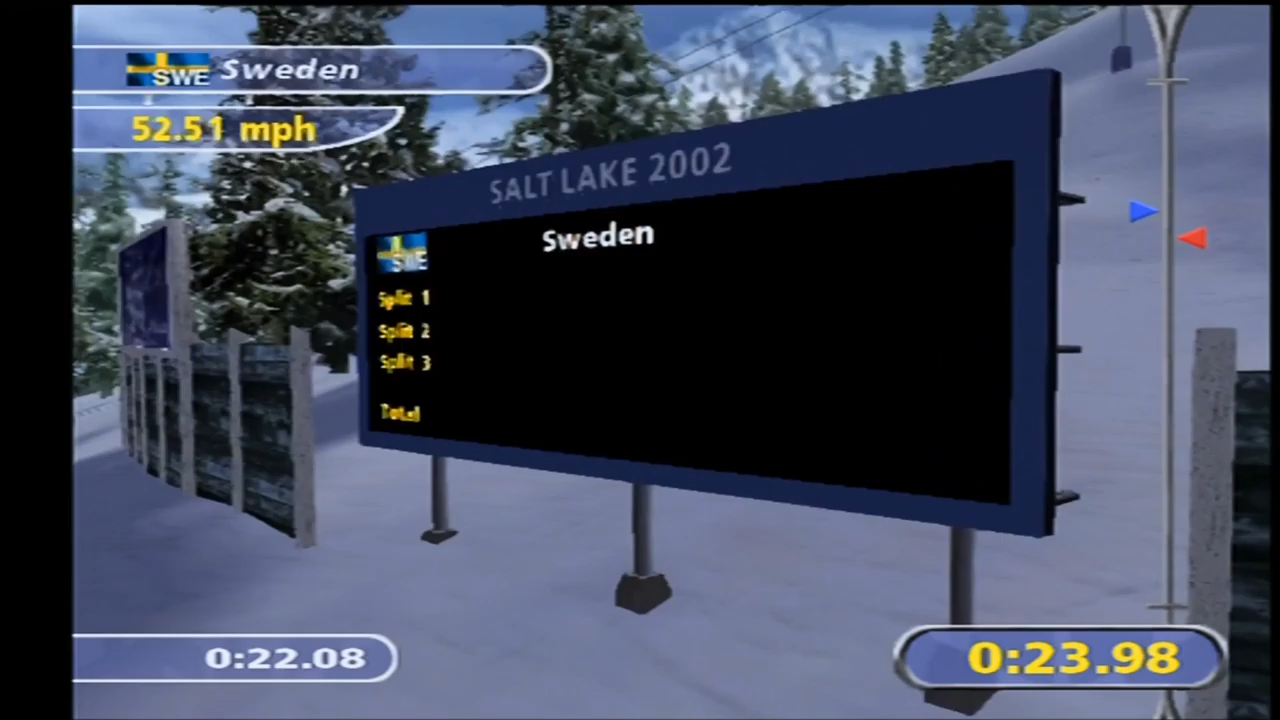 SWE Sweden
52.51 mph
SALT LAKE 2002
SWE Sweden
Split 1
Split 2
Split 3
Total
0:22.08
0:23.98